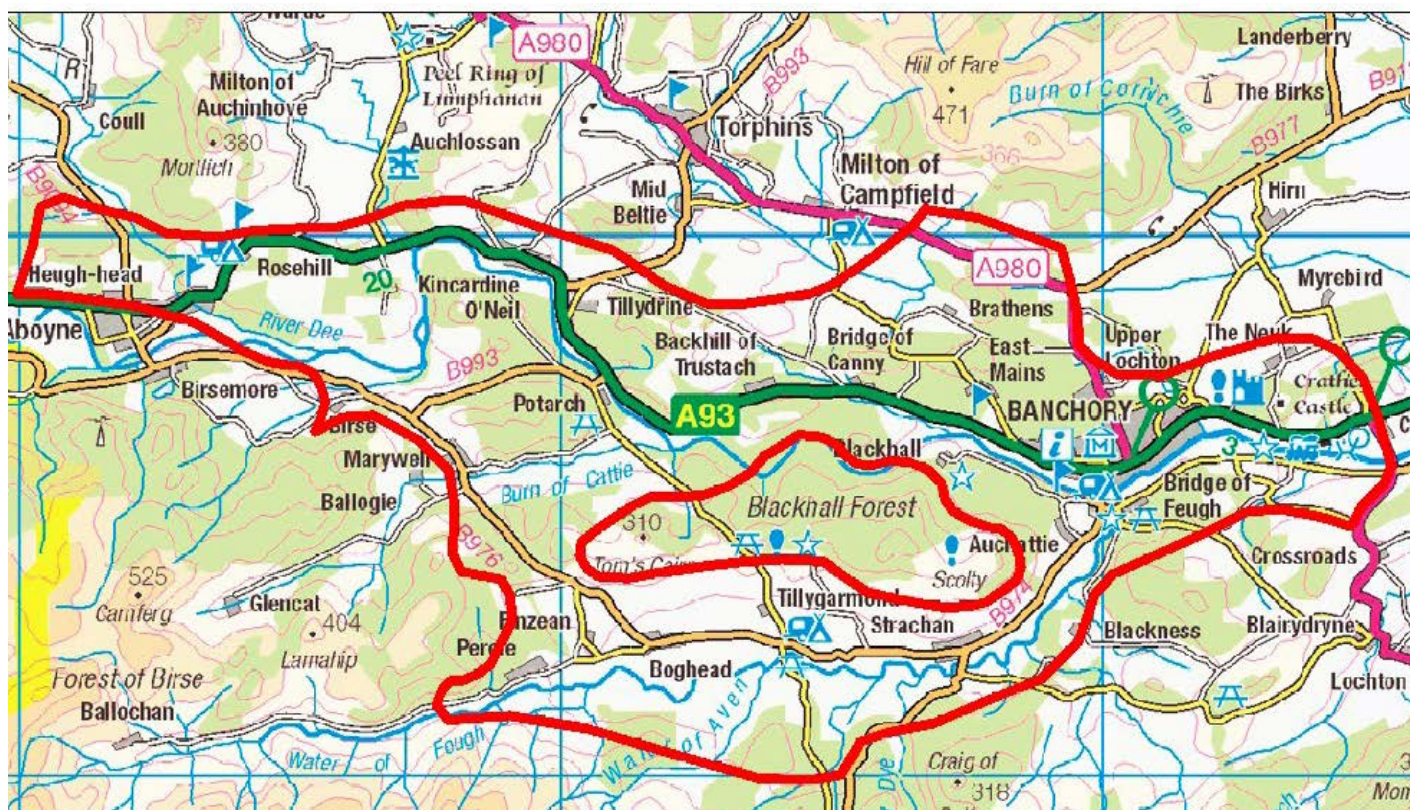 A980
Landerberry
Milton of
Auchinhove
Peel Ring of
Lumphanan
B993
Hill of Fare
471
Burn of Corrichie
The Birks
B977
Coull
380
Mortlich
Auchlossan
Torphins
366
Milton of
Campfield
Hirn
Mid
Beltie
A980
Heugh-head
Rosehill
20
Kincardine
O'Neil
Tillydrine
Myrebird
Brathens
Aboyne
River Dee
Backhill of
Trustach
Bridge of
Canny
Upper
Lochton
The Neuk
B993
East
Mains
Crathes
Castle
Birsemore
Potarch
A93
BANCHORY
Birse
Marywell
Blackhall
3
Ballogie
Burn of Cattie
Blackhall Forest
Bridge of
Feugh
310
Tom's Cairn
Auchattie
Scolty
Crossroads
525
Camferg
B976
Glencat
404
Lamahip
Finzean
Percie
Tillygarmond
Strachan
B974
Blackness
Blairydryne
Boghead
Forest of Birse
Ballochan
Lochton
Water of Feugh
Water of Aven
Dye
Craig of
318